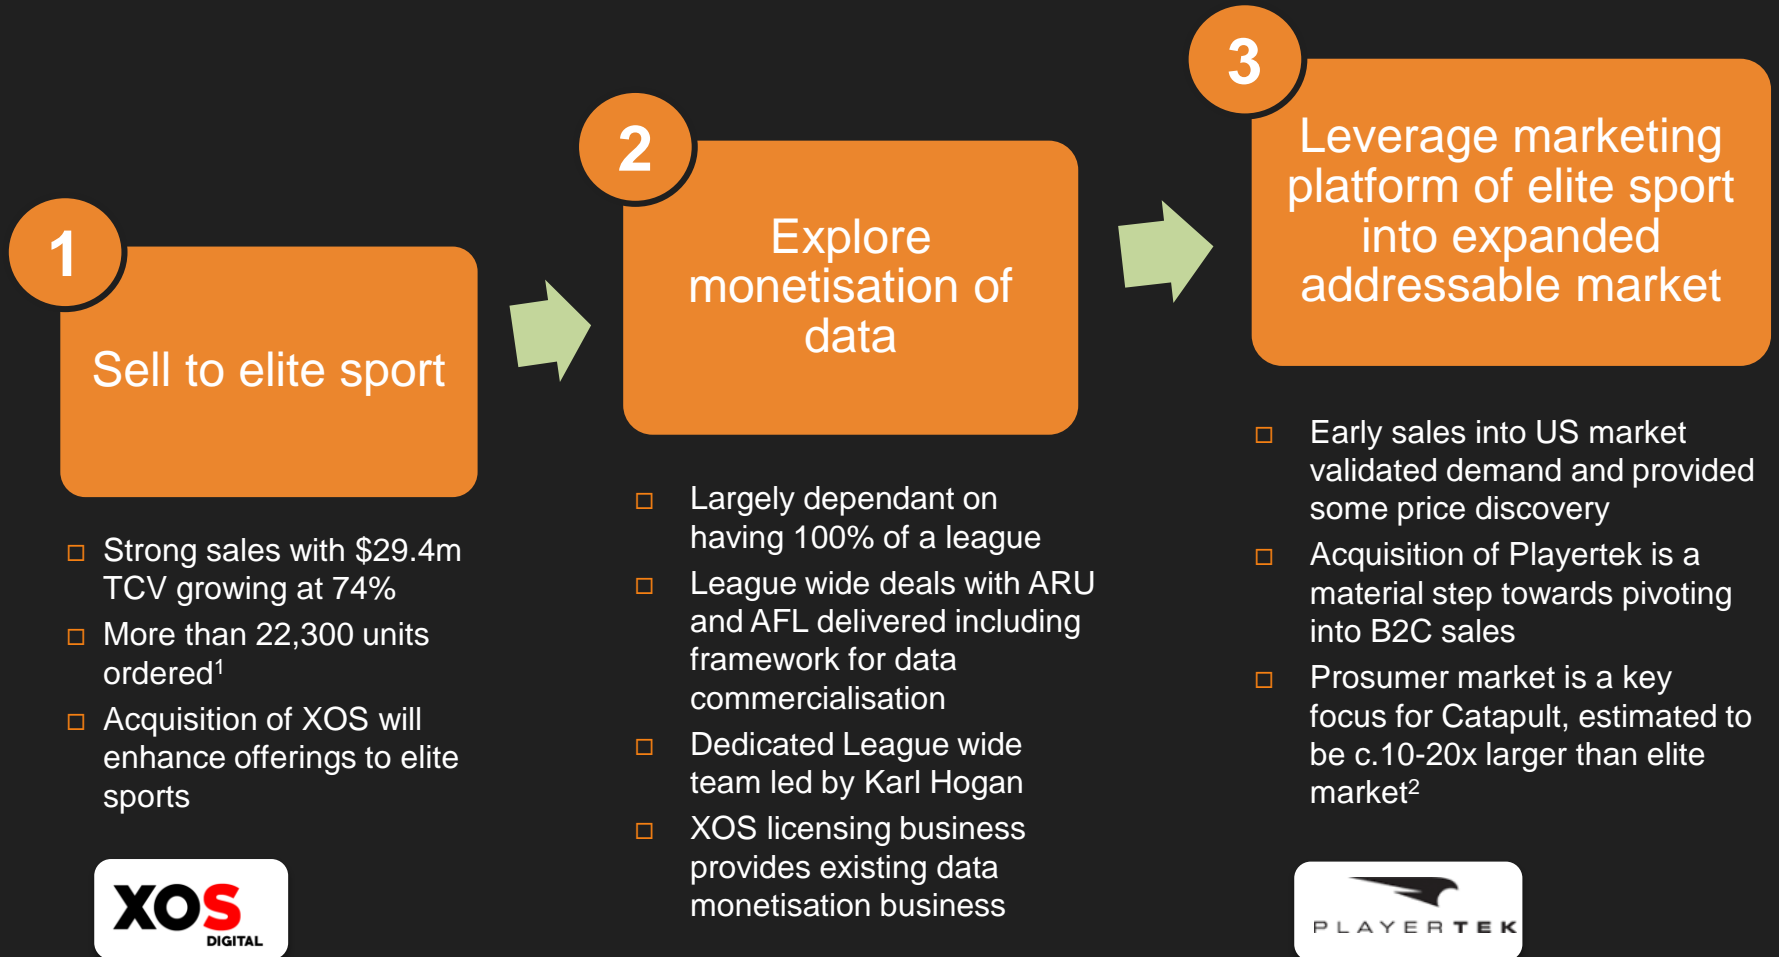 1
Sell to elite sport
□ Strong sales with $29.4m
TCV growing at 74%
□ More than 22,300 units
ordered¹
□ Acquisition of XOS will
enhance offerings to elite
sports
XOS
DIGITAL
2
Explore
monetisation of
data
□ Largely dependant on
having 100% of a league
□ League wide deals with ARU
and AFL delivered including
framework for data
commercialisation
□ Dedicated League wide
team led by Karl Hogan
□ XOS licensing business
provides existing data
monetisation business
3
Leverage marketing
platform of elite sport
into expanded
addressable market
□ Early sales into US market
validated demand and provided
some price discovery
□ Acquisition of Playertek is a
material step towards pivoting
into B2C sales
□ Prosumer market is a key
focus for Catapult, estimated to
be c.10-20x larger than elite
market²
PLAYERTEK